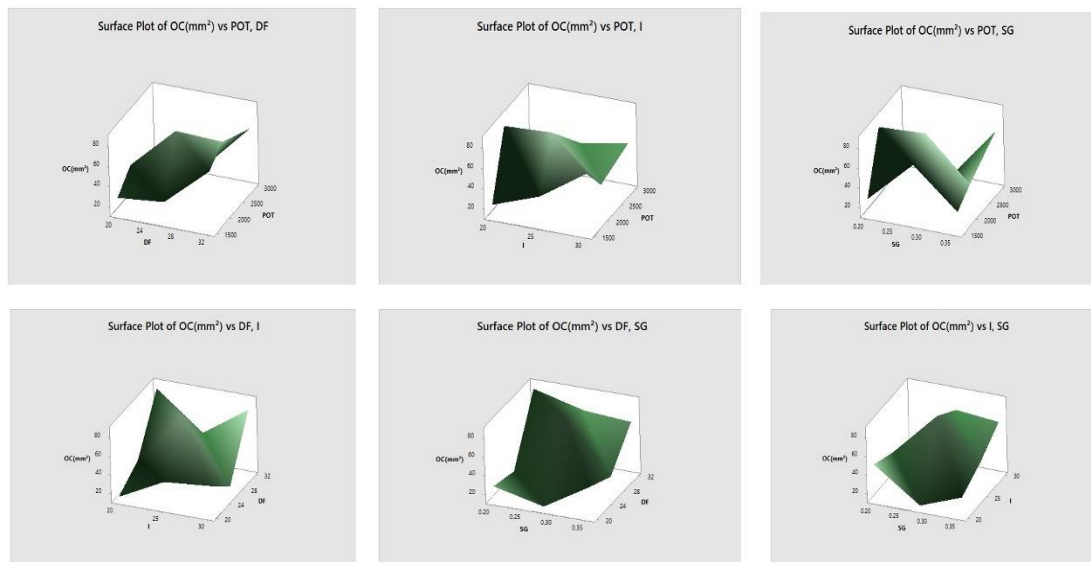 Surface Plot of OC(mm²) vs POT, DF
80
60
OC(mm²)
40
20
20
24
DF
28
32
1500
2000
2500
3000
POT
Surface Plot of OC(mm²) vs POT, I
80
60
OC(mm²)
40
20
20
25
I
30
1500
2000
2500
3000
POT
Surface Plot of OC(mm²) vs POT, SG
80
60
OC(mm²)
40
20
0.20
0.25
SG
0.30
0.35
1500
2000
2500
3000
POT
Surface Plot of OC(mm²) vs DF, I
80
60
OC(mm²)
40
20
20
25
I
30
20
24
28
32
DF
Surface Plot of OC(mm²) vs DF, SG
80
60
OC(mm²)
40
20
0.20
0.25
SG
0.30
0.35
20
24
28
32
DF
Surface Plot of OC(mm²) vs I, SG
80
60
OC(mm²)
40
20
0.20
0.25
SG
0.30
0.35
20
25
30
I